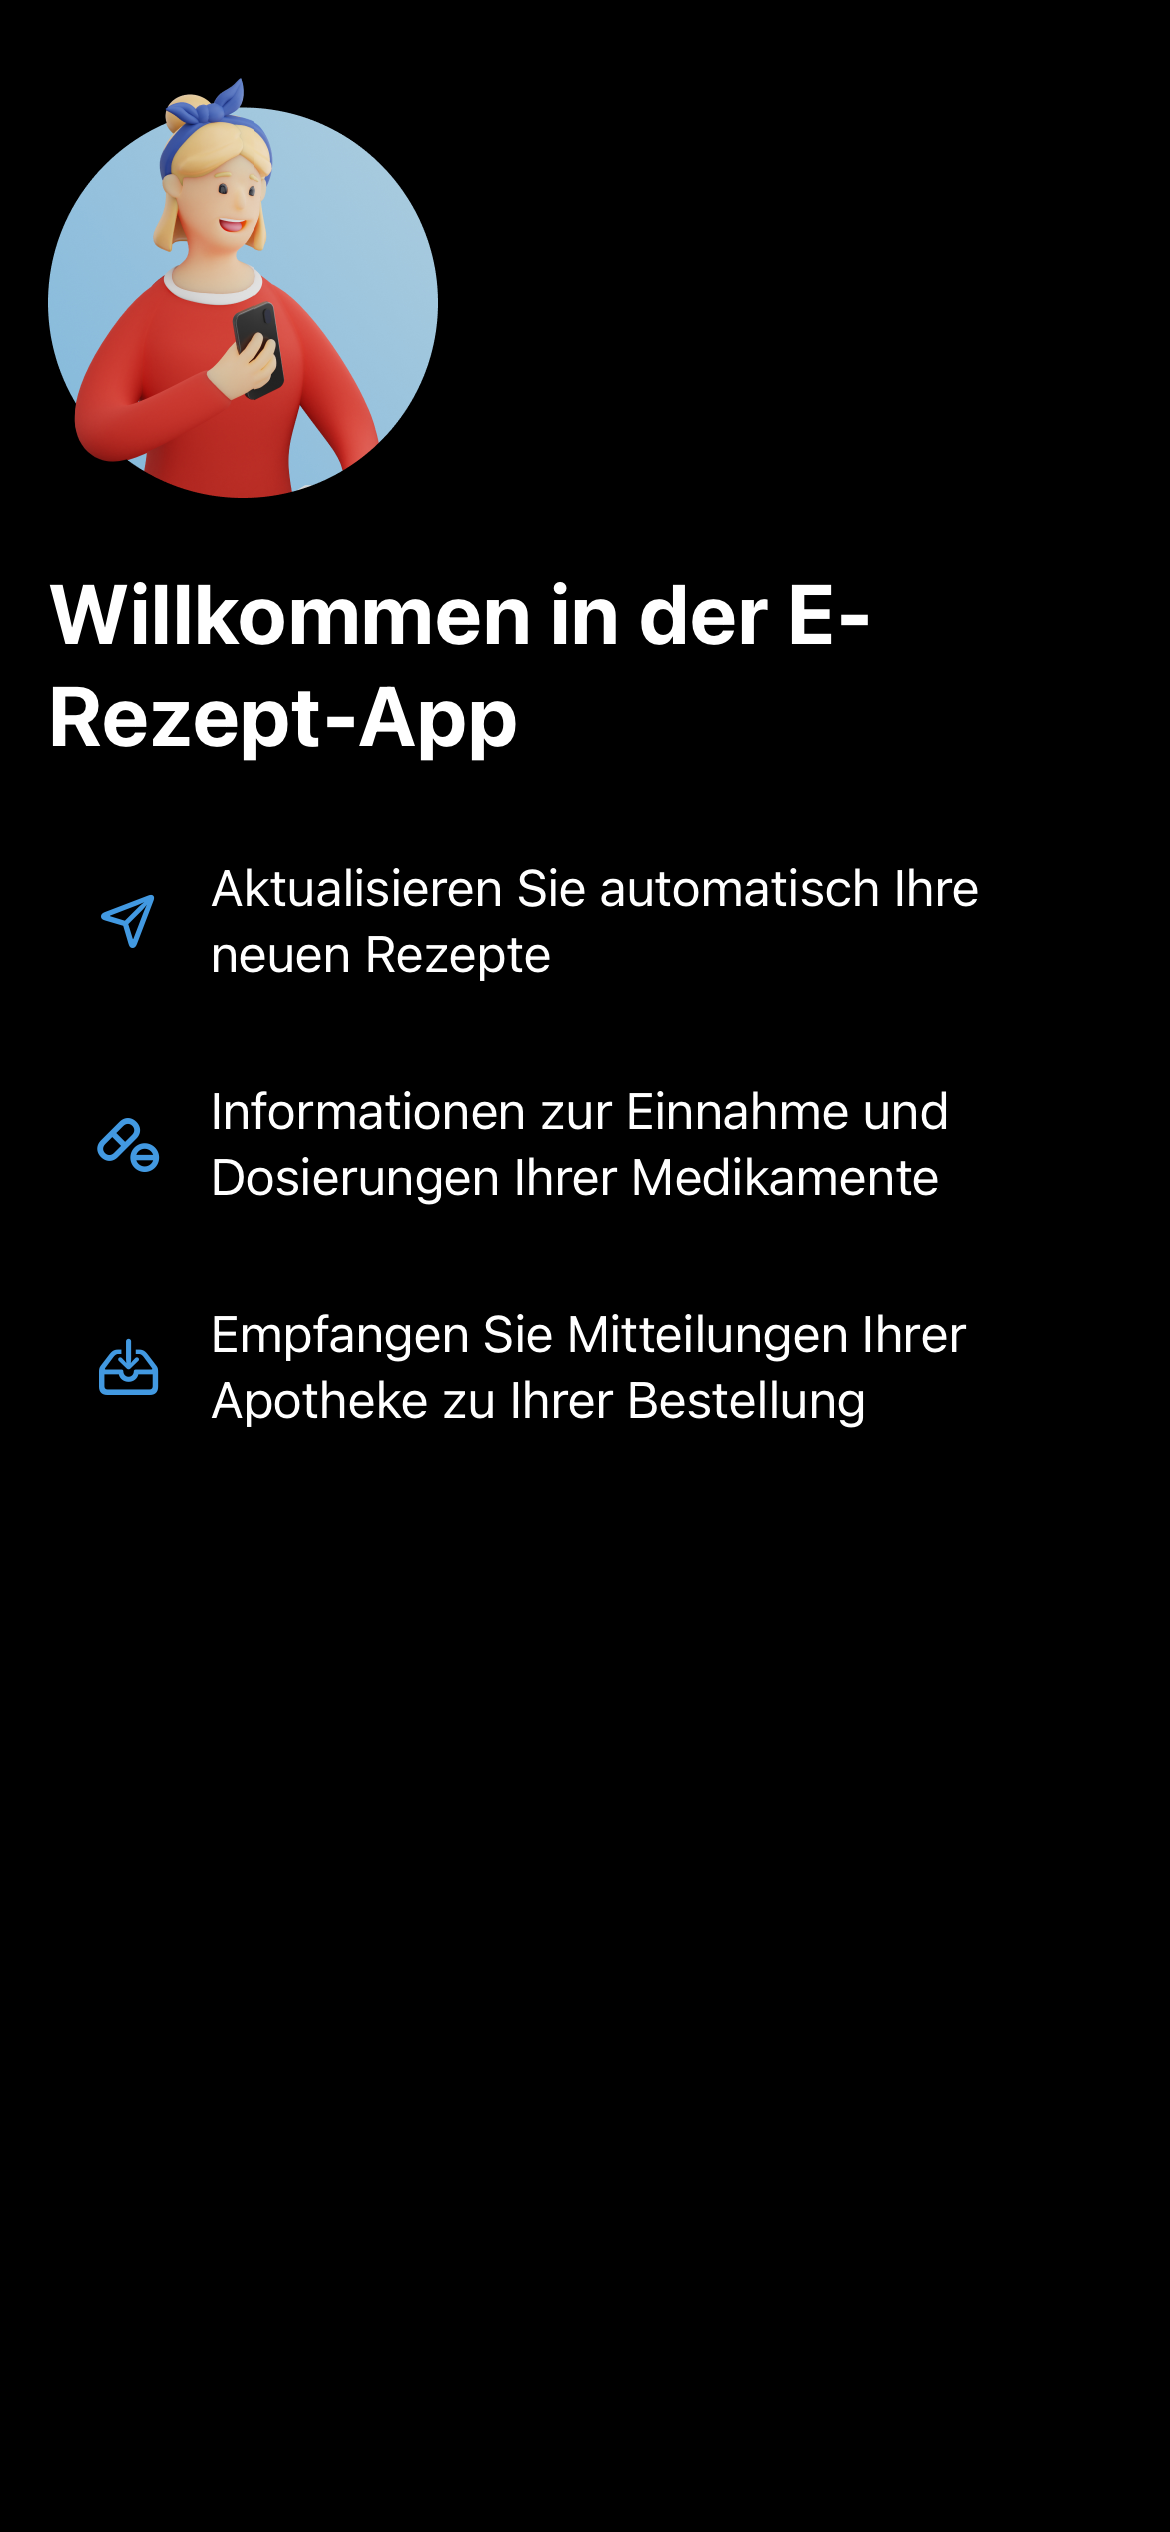 Willkommen in der E-
Rezept-App
Aktualisieren Sie automatisch Ihre
neuen Rezepte
Informationen zur Einnahme und
Dosierungen Ihrer Medikamente
Empfangen Sie Mitteilungen Ihrer
Apotheke zu Ihrer Bestellung